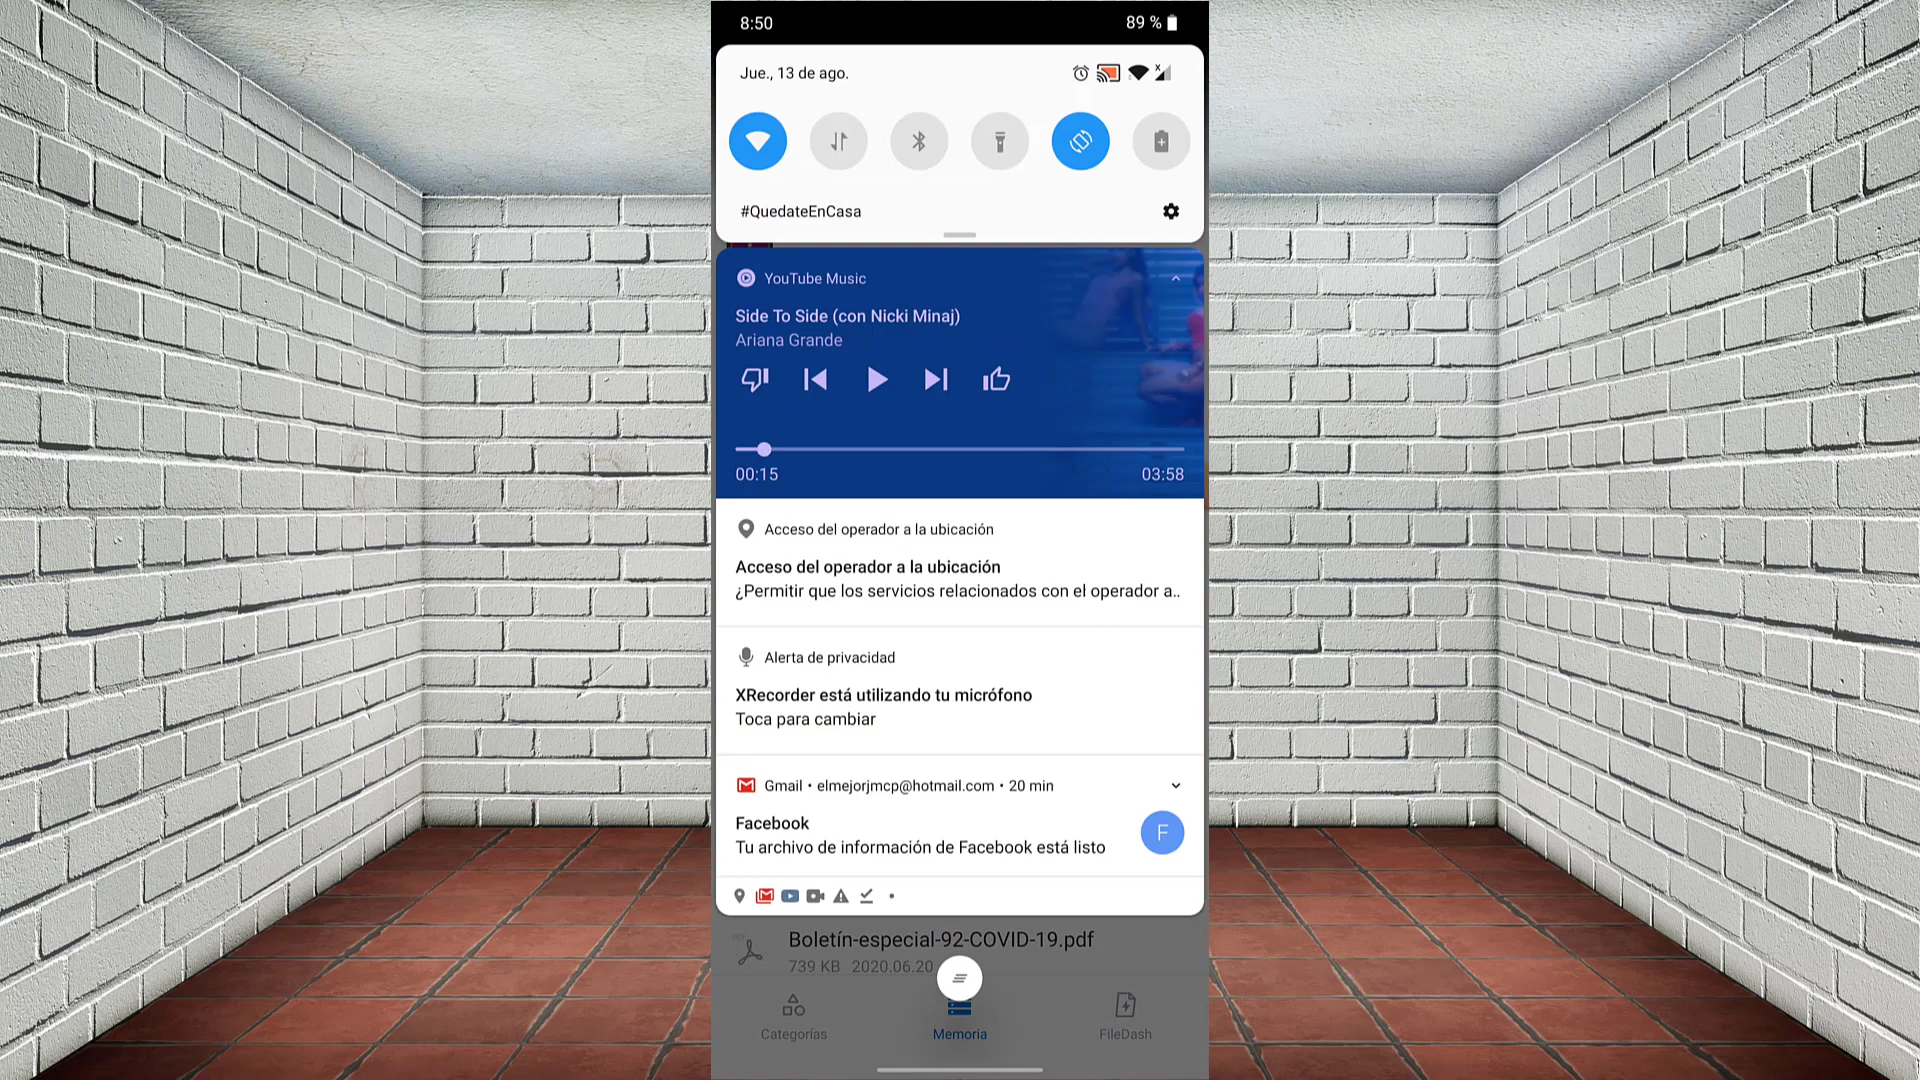 8:50
89 %
Jue., 13 de ago.
#QuedateEnCasa
YouTube Music
Side To Side (con Nicki Minaj)
Ariana Grande
00:15
03:58
Acceso del operador a la ubicación
Acceso del operador a la ubicación
¿Permitir que los servicios relacionados con el operador a..
Alerta de privacidad
XRecorder está utilizando tu micrófono
Toca para cambiar
Gmail • elmejorjmcp@hotmail.com • 20 min
Facebook
F
Tu archivo de información de Facebook está listo
Boletín-especial-92-COVID-19.pdf
739 KB 2020.06.20
Categorías
Memoria
FileDash